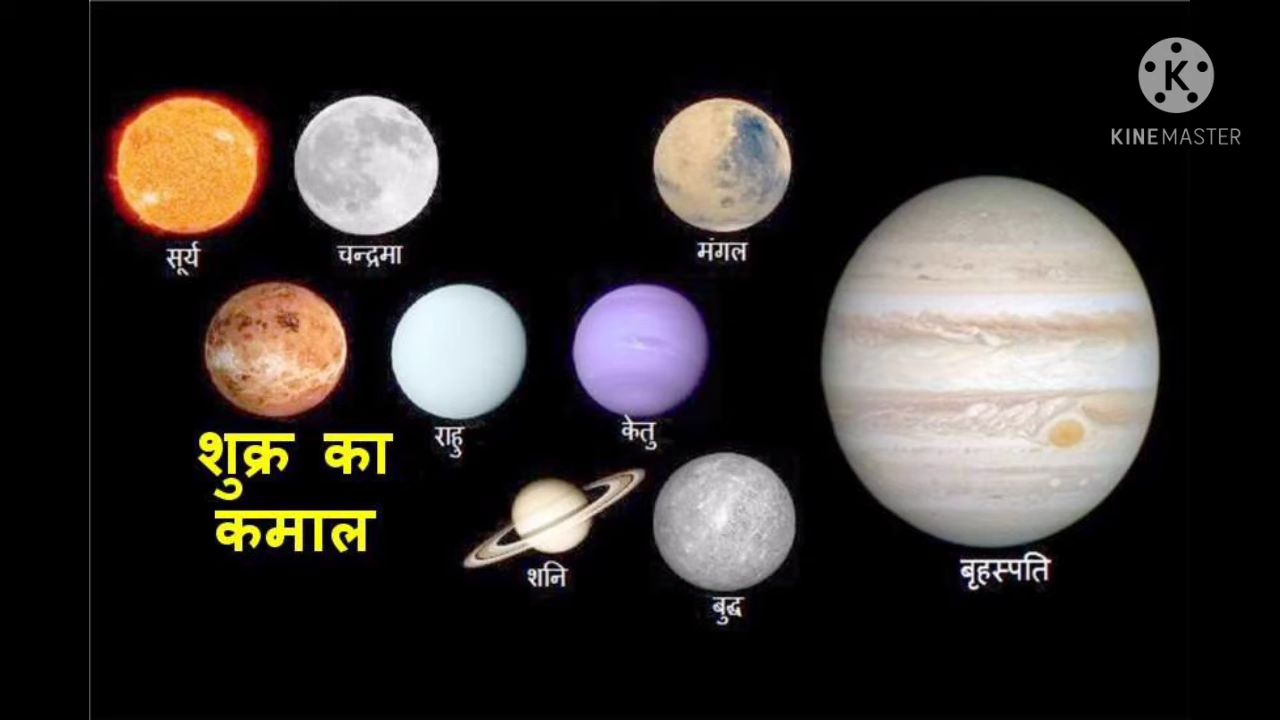 KINEMASTER
सूर्य
चन्द्रमा
मंगल
राहु
केतु
शुक्र का
कमाल
शनि
बुद्ध
बृहस्पति